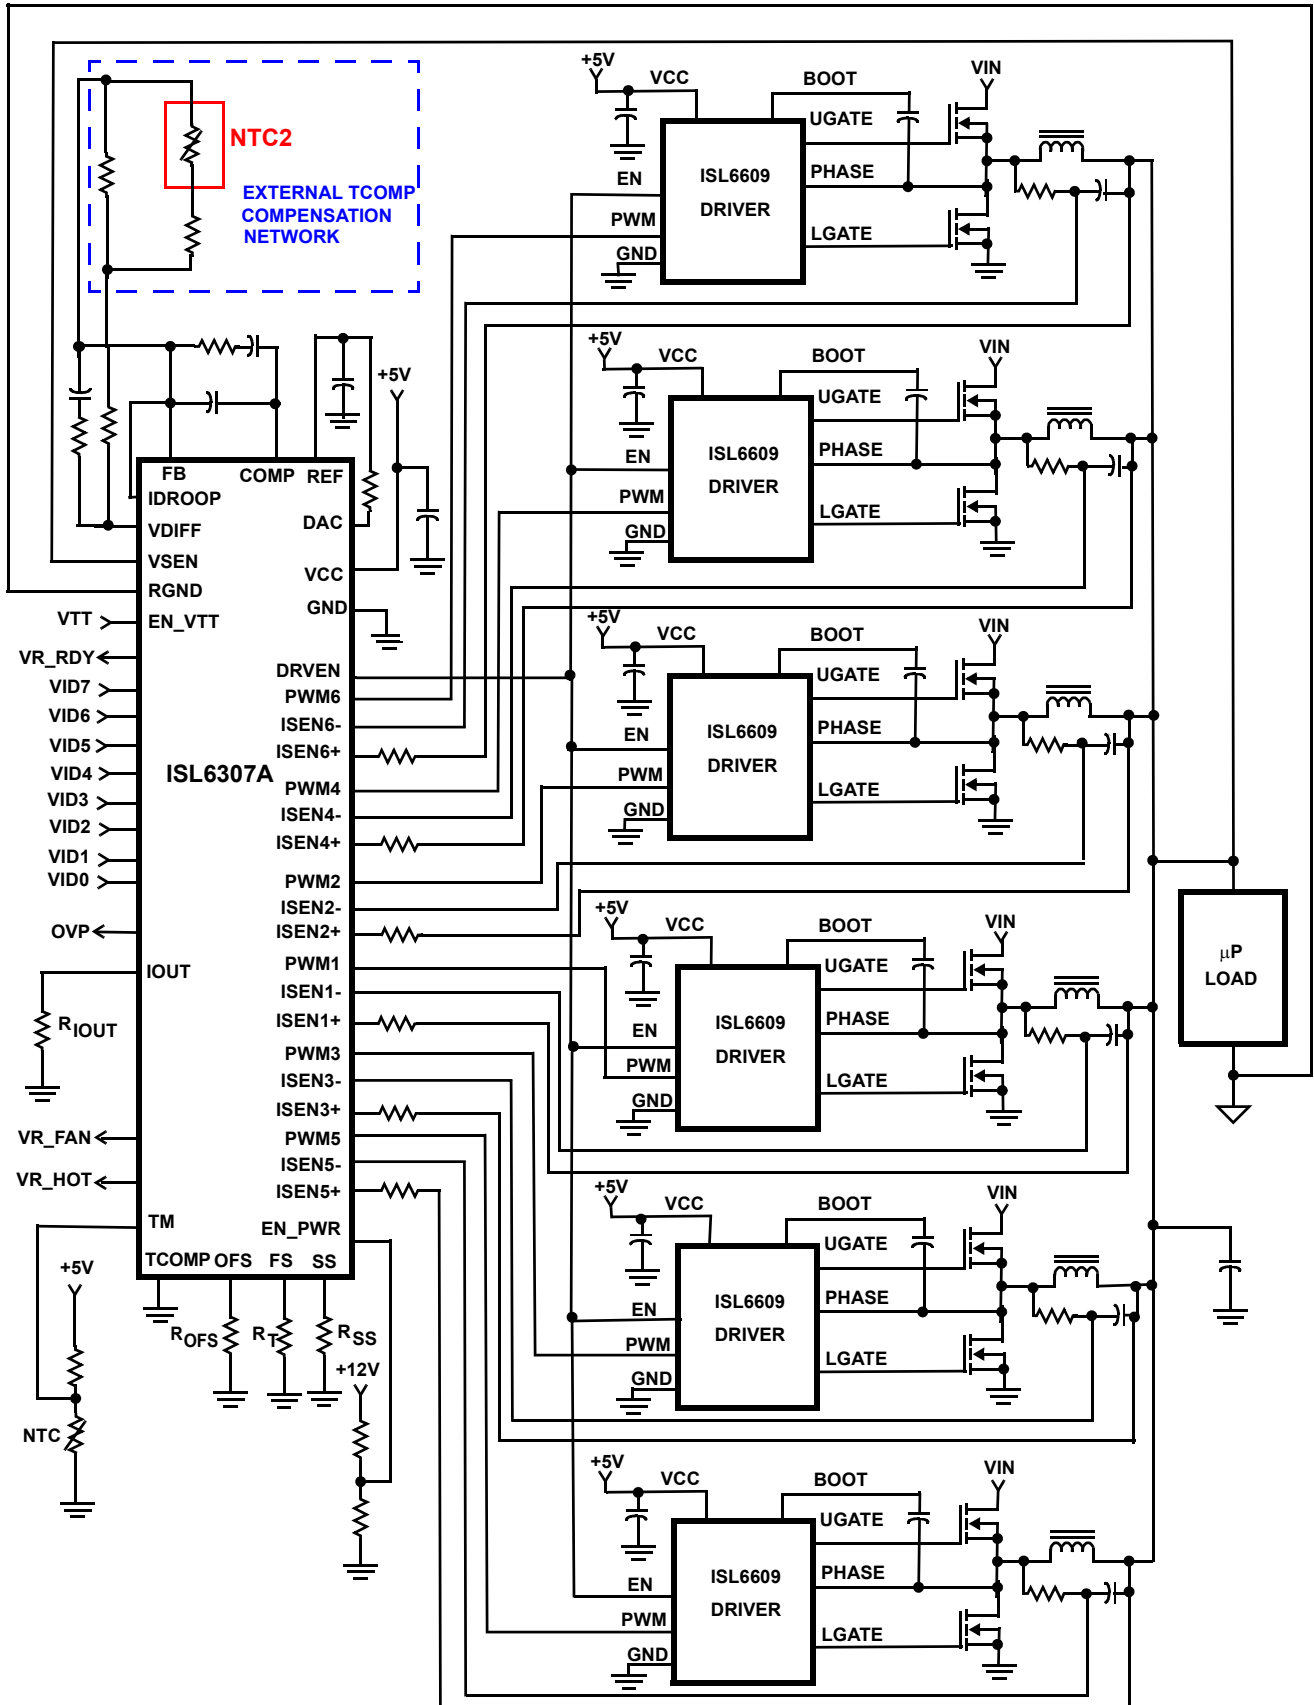 NTC2
EXTERNAL TCOMP
COMPENSATION
NETWORK
+5V
VCC
BOOT
VIN
UGATE
EN
ISL6609
DRIVER
PHASE
PWM
GND
LGATE
+5V
VCC
BOOT
VIN
UGATE
EN
ISL6609
DRIVER
PHASE
PWM
GND
LGATE
+5V
VCC
BOOT
VIN
UGATE
EN
ISL6609
DRIVER
PHASE
PWM
GND
LGATE
+5V
VCC
BOOT
VIN
UGATE
EN
ISL6609
DRIVER
PHASE
PWM
GND
LGATE
+5V
VCC
BOOT
VIN
UGATE
EN
ISL6609
DRIVER
PHASE
PWM
GND
LGATE
+5V
VCC
BOOT
VIN
UGATE
EN
ISL6609
DRIVER
PHASE
PWM
GND
LGATE
+5V
FB
COMP
REF
IDROOP
VDIFF
VSEN
RGND
VTT
EN_VTT
VR_RDY
VID7
VID6
VID5
VID4
VID3
VID2
VID1
VID0
OVP
IOUT
RIOUT
VR_FAN
VR_HOT
TM
ISL6307A
DAC
VCC
GND
DRVEN
PWM6
ISEN6-
ISEN6+
PWM4
ISEN4-
ISEN4+
PWM2
ISEN2-
ISEN2+
PWM1
ISEN1-
ISEN1+
PWM3
ISEN3-
ISEN3+
PWM5
ISEN5-
ISEN5+
EN_PWR
TCOMP OFS FS SS
+5V
ROFS
RT
RSS
+12V
NTC
μP
LOAD